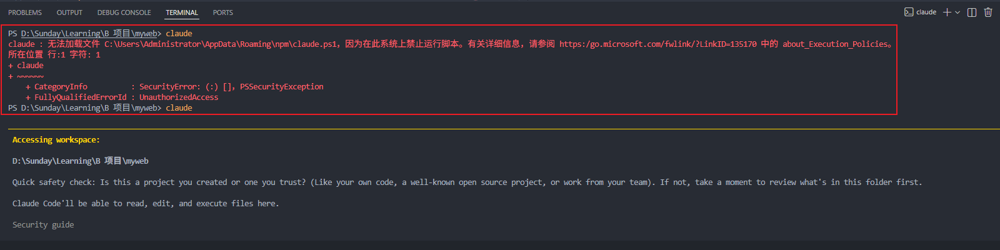 PROBLEMS OUTPUT DEBUG CONSOLE TERMINAL PORTS claude
PS D:\Sunday\Learning\B 项目\myweb> claude
claude : 无法加载文件 C:\Users\Administrator\AppData\Roaming\npm\claude.ps1，因为在此系统上禁止运行脚本。有关详细信息，请参阅 https:/go.microsoft.com/fwlink/?LinkID=135170 中的 about_Execution_Policies。
所在位置 行:1 字符: 1
+ claude
+ ~~~~~~
+ CategoryInfo : SecurityError: (:) [], PSSecurityException
+ FullyQualifiedErrorId : UnauthorizedAccess
PS D:\Sunday\Learning\B 项目\myweb> claude
Accessing workspace:
D:\Sunday\Learning\B 项目\myweb
Quick safety check: Is this a project you created or one you trust? (Like your own code, a well-known open source project, or work from your team). If not, take a moment to review what's in this folder first.
Claude Code'll be able to read, edit, and execute files here.
Security guide